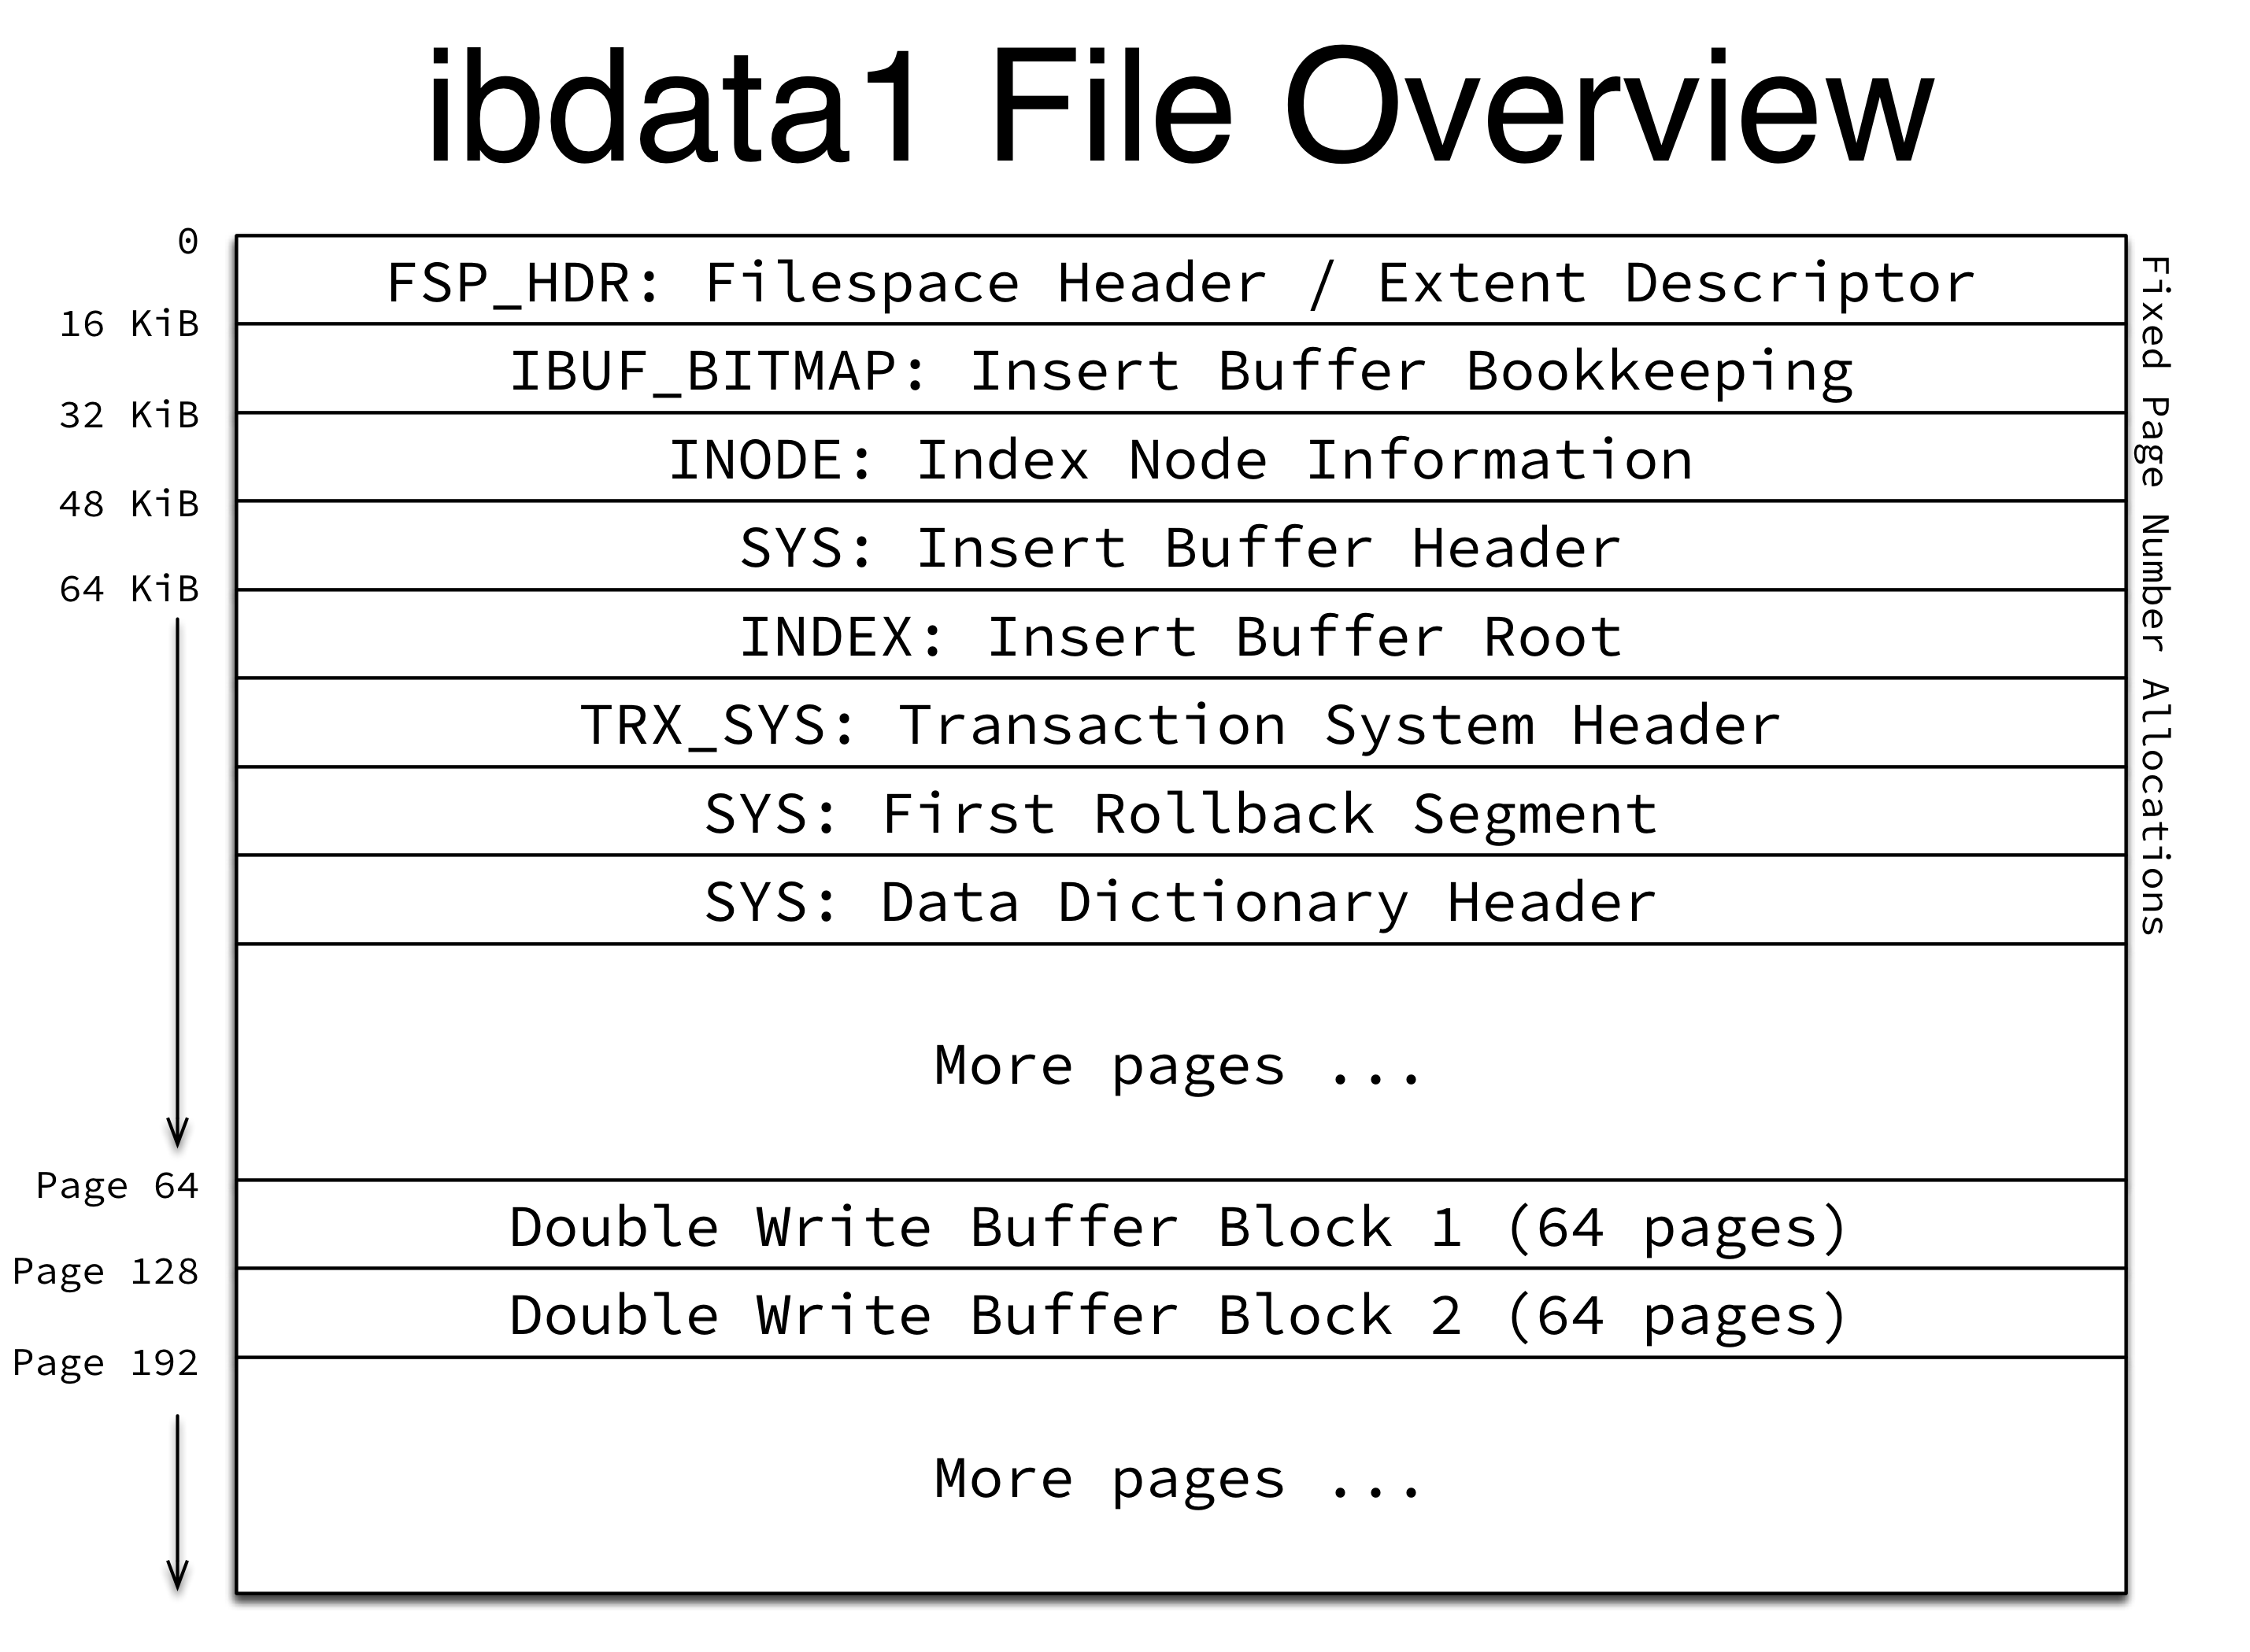 ibdata1 File Overview
0
FSP_HDR: Filespace Header / Extent Descriptor
16 KiB
IBUF_BITMAP: Insert Buffer Bookkeeping
32 KiB
INODE: Index Node Information
48 KiB
SYS: Insert Buffer Header
64 KiB
INDEX: Insert Buffer Root
TRX_SYS: Transaction System Header
SYS: First Rollback Segment
SYS: Data Dictionary Header
Fixed Page Number Allocations
More pages ...
Page 64
Double Write Buffer Block 1 (64 pages)
Page 128
Double Write Buffer Block 2 (64 pages)
Page 192
More pages ...